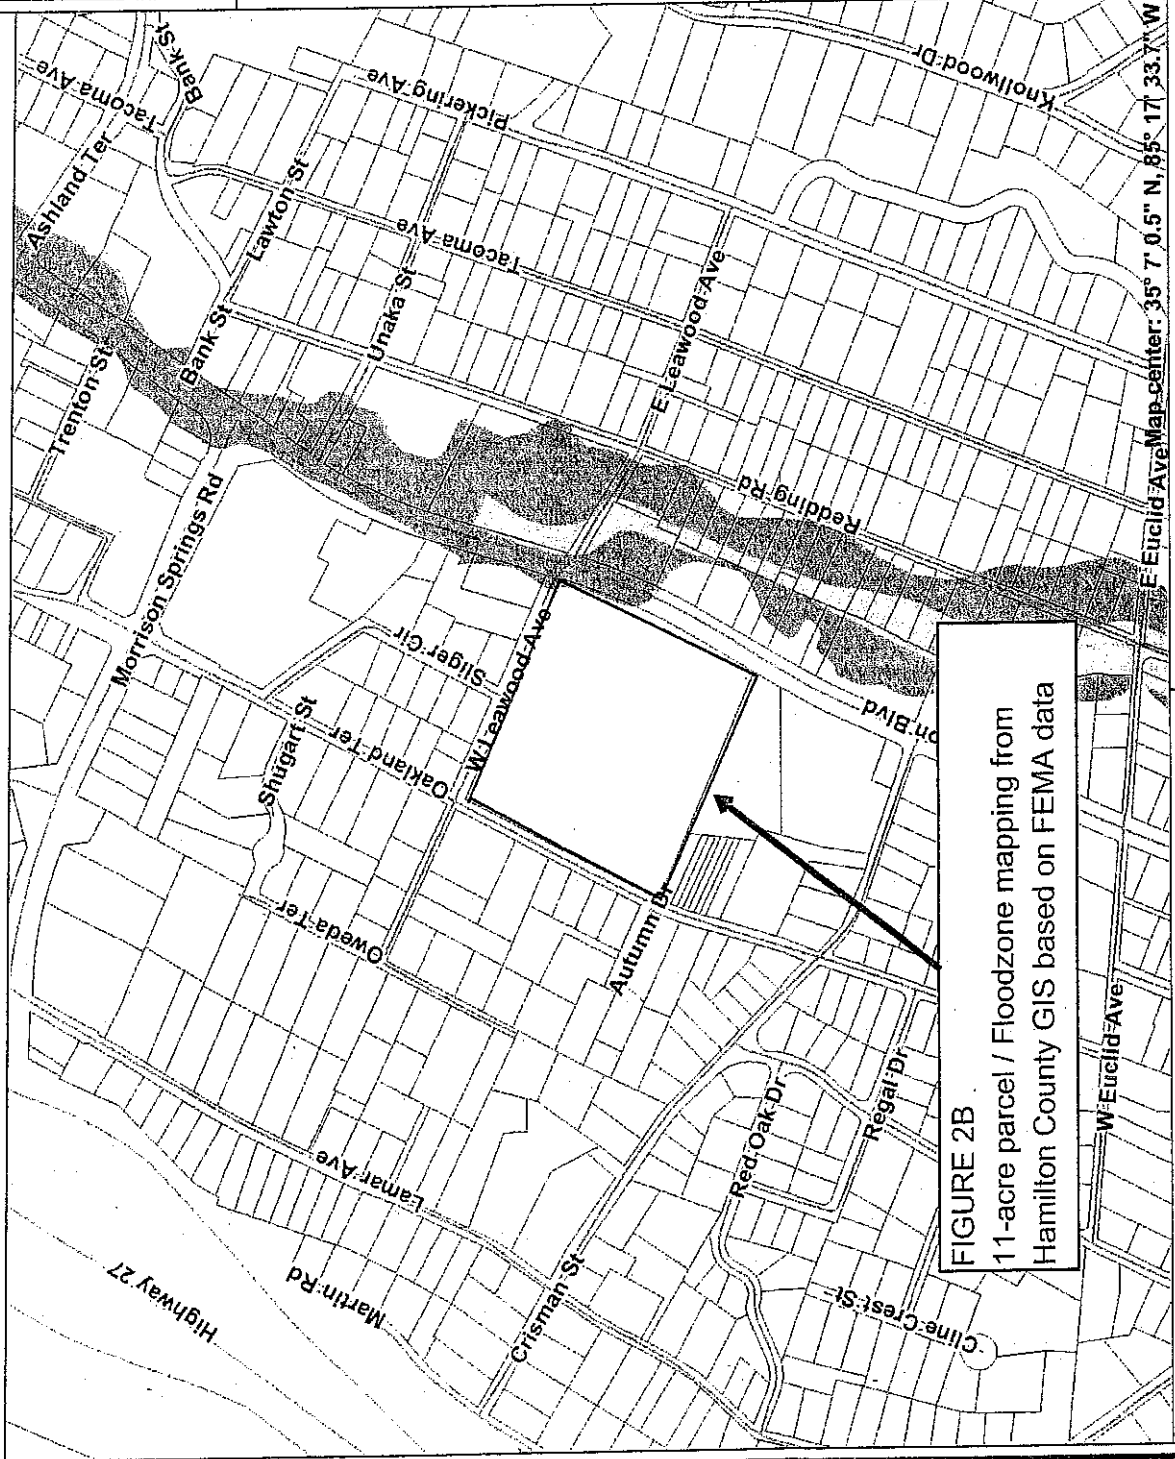 Ashland Ter
Tacoma Ave
Bank St
Trenton St
Bank St
Lawton St
Pickering Ave
Tacoma Ave
Unaka St
Knollwood Dr
Morrison Springs Rd
E Leawood Ave
Redding Rd
Shugart St
Sliger Cir
Oakland Ter
W Leawood Ave
Oweda Ter
Autumn Dr
on Blvd
Highway 27
Lamar Ave
Martin Rd
Crisman St
Red Oak Dr
Regal Dr
Cline Crest St
W Euclid Ave
E Euclid Ave
Map center: 35° 7' 0.5" N, 85° 17' 33.7" W
FIGURE 2B
11-acre parcel / Floodzone mapping from
Hamilton County GIS based on FEMA data